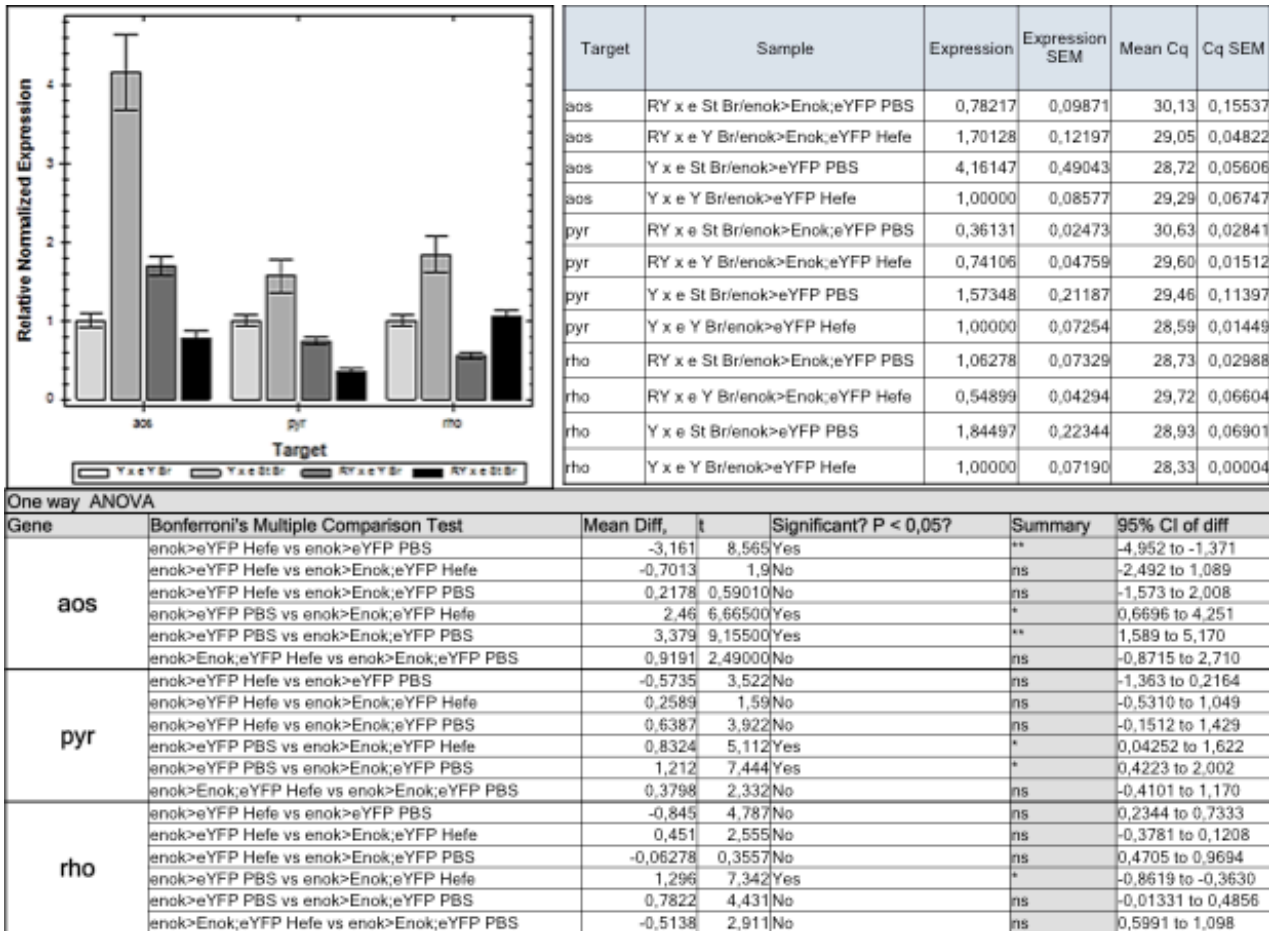 Relative Normalized Expression
4
3
2
1
0
aos pyr rho
Target
Y x e Y Br Y x e St Br RY x e Y Br RY x e St Br
Target Sample Expression Expression SEM Mean Cq Cq SEM
aos RY x e St Br/enok>Enok;eYFP PBS 0,78217 0,09871 30,13 0,15537
aos RY x e Y Br/enok>Enok;eYFP Hefe 1,70128 0,12197 29,05 0,04822
aos Y x e St Br/enok>eYFP PBS 4,16147 0,49043 28,72 0,05606
aos Y x e Y Br/enok>eYFP Hefe 1,00000 0,08577 29,29 0,06747
pyr RY x e St Br/enok>Enok;eYFP PBS 0,36131 0,02473 30,63 0,02841
pyr RY x e Y Br/enok>Enok;eYFP Hefe 0,74106 0,04759 29,60 0,01512
pyr Y x e St Br/enok>eYFP PBS 1,57348 0,21187 29,46 0,11397
pyr Y x e Y Br/enok>eYFP Hefe 1,00000 0,07254 28,59 0,01449
rho RY x e St Br/enok>Enok;eYFP PBS 1,06278 0,07329 28,73 0,02988
rho RY x e Y Br/enok>Enok;eYFP Hefe 0,54899 0,04294 29,72 0,06604
rho Y x e St Br/enok>eYFP PBS 1,84497 0,22344 28,93 0,06901
rho Y x e Y Br/enok>eYFP Hefe 1,00000 0,07190 28,33 0,00004
One way ANOVA
Gene Bonferroni's Multiple Comparison Test Mean Diff, t Significant? P < 0,05? Summary 95% CI of diff
aos
enok>eYFP Hefe vs enok>eYFP PBS -3,161 8,565 Yes ** -4,952 to -1,371
enok>eYFP Hefe vs enok>Enok;eYFP Hefe -0,7013 1,9 No ns -2,492 to 1,089
enok>eYFP Hefe vs enok>Enok;eYFP PBS 0,2178 0,59010 No ns -1,573 to 2,008
enok>eYFP PBS vs enok>Enok;eYFP Hefe 2,46 6,66500 Yes * 0,6696 to 4,251
enok>eYFP PBS vs enok>Enok;eYFP PBS 3,379 9,15500 Yes ** 1,589 to 5,170
enok>Enok;eYFP Hefe vs enok>Enok;eYFP PBS 0,9191 2,49000 No ns -0,8715 to 2,710
pyr
enok>eYFP Hefe vs enok>eYFP PBS -0,5735 3,522 No ns -1,363 to 0,2164
enok>eYFP Hefe vs enok>Enok;eYFP Hefe 0,2589 1,59 No ns -0,5310 to 1,049
enok>eYFP Hefe vs enok>Enok;eYFP PBS 0,6387 3,922 No ns -0,1512 to 1,429
enok>eYFP PBS vs enok>Enok;eYFP Hefe 0,8324 5,112 Yes * 0,04252 to 1,622
enok>eYFP PBS vs enok>Enok;eYFP PBS 1,212 7,444 Yes * 0,4223 to 2,002
enok>Enok;eYFP Hefe vs enok>Enok;eYFP PBS 0,3798 2,332 No ns -0,4101 to 1,170
rho
enok>eYFP Hefe vs enok>eYFP PBS -0,845 4,787 No ns 0,2344 to 0,7333
enok>eYFP Hefe vs enok>Enok;eYFP Hefe 0,451 2,555 No ns -0,3781 to 0,1208
enok>eYFP Hefe vs enok>Enok;eYFP PBS -0,06278 0,3557 No ns 0,4705 to 0,9694
enok>eYFP PBS vs enok>Enok;eYFP Hefe 1,296 7,342 Yes * -0,8619 to -0,3630
enok>eYFP PBS vs enok>Enok;eYFP PBS 0,7822 4,431 No ns -0,01331 to 0,4856
enok>Enok;eYFP Hefe vs enok>Enok;eYFP PBS -0,5138 2,911 No ns 0,5991 to 1,098